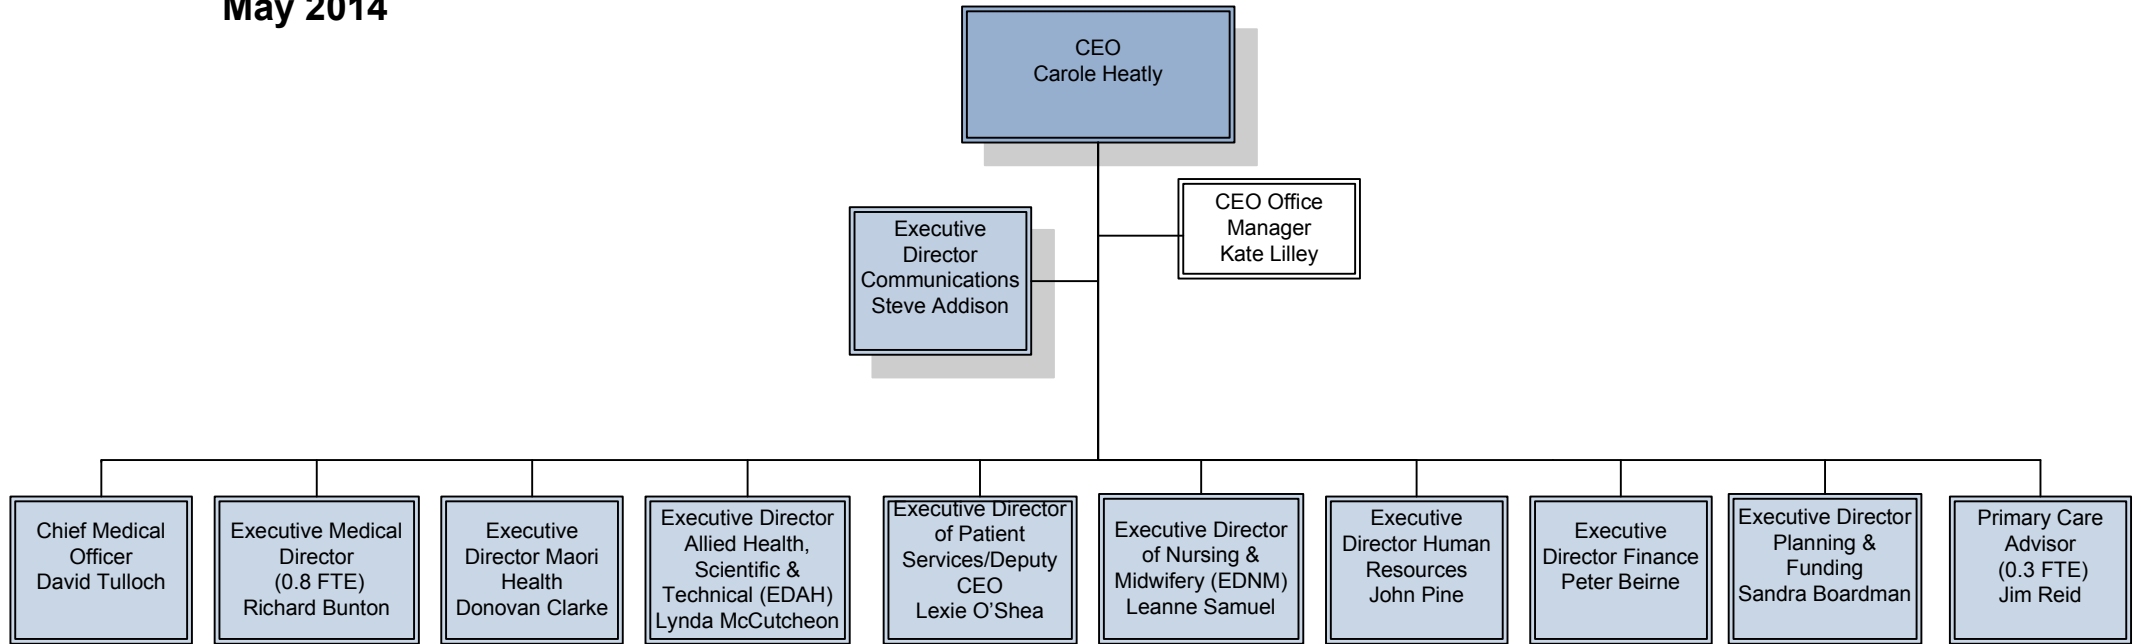 May 2014
CEO
Carole Heatly
CEO Office
Manager
Kate Lilley
Executive
Director
Communications
Steve Addison
Chief Medical
Officer
David Tulloch
Executive Medical
Director
(0.8 FTE)
Richard Bunton
Executive
Director Maori
Health
Donovan Clarke
Executive Director
Allied Health,
Scientific &
Technical (EDAH)
Lynda McCutcheon
Executive Director
of Patient
Services/Deputy
CEO
Lexie O’Shea
Executive Director
of Nursing &
Midwifery (EDNM)
Leanne Samuel
Executive
Director Human
Resources
John Pine
Executive
Director Finance
Peter Beirne
Executive Director
Planning &
Funding
Sandra Boardman
Primary Care
Advisor
(0.3 FTE)
Jim Reid